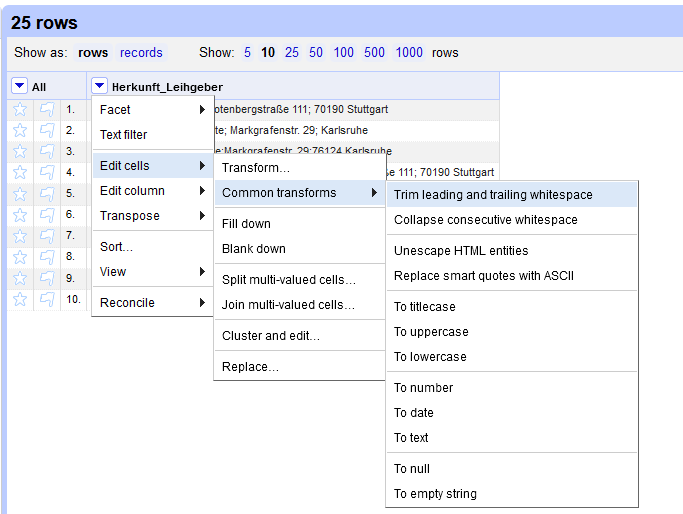 25 rows
Show as: rows records Show: 5 10 25 50 100 500 1000 rows
All Herkunft_Leihgeber
1. otenbergstraße 111; 70190 Stuttgart
2. te; Markgrafenstr. 29; Karlsruhe
3. e;Markgrafenstr. 29;76124 Karlsruhe
4. ße 111; 70190 Stuttgart
5.
6.
7.
8.
9.
10.
Facet
Text filter
Edit cells
Edit column
Transpose
Sort...
View
Reconcile
Transform...
Common transforms
Fill down
Blank down
Split multi-valued cells...
Join multi-valued cells...
Cluster and edit...
Replace...
Trim leading and trailing whitespace
Collapse consecutive whitespace
Unescape HTML entities
Replace smart quotes with ASCII
To titlecase
To uppercase
To lowercase
To number
To date
To text
To null
To empty string